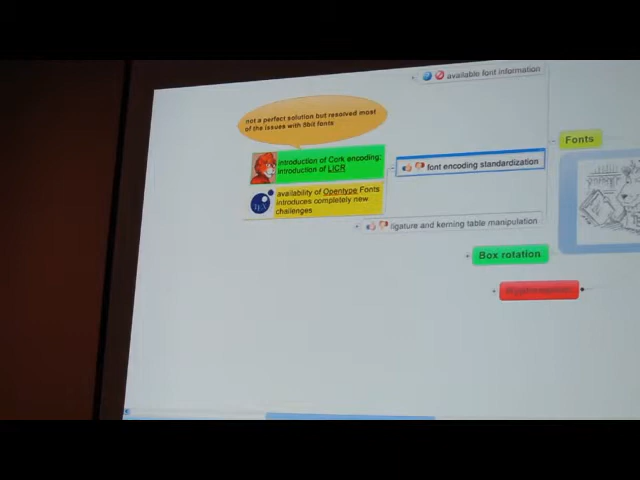 available font information
not a perfect solution but resolved most
of the issues with 8bit fonts
Fonts
introduction of Cork encoding:
introduction of LICR
font encoding standardization
availability of Opentype Fonts
introduces completely new
challenges
TEX
ligature and kerning table manipulation
Box rotation